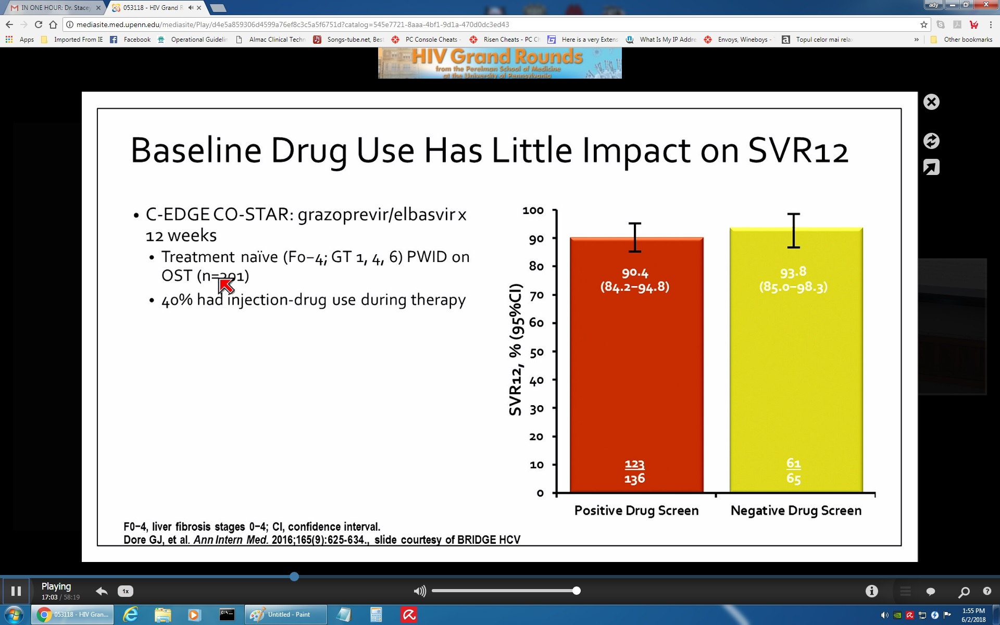 IN ONE HOUR: Dr. Stacey
053118 - HIV Grand R
ady
mediasite.med.upenn.edu/mediasite/Play/d4e5a859306d4599a76ef8c3c5a5f6751d?catalog=545e7721-8aaa-4bf1-9d1a-470d0dc3ed43
Apps Imported From IE Facebook Operational Guidelin Almac Clinical Techn Songs-tube.net, Bes PC Console Cheats - Risen Cheats - PC Ch Here is a very Extens What Is My IP Addre Envoys, Wineboys - Topul celor mai rela » Other bookmarks
HIV Grand Rounds
from the Perelman School of Medicine
at the University of Pennsylvania
Baseline Drug Use Has Little Impact on SVR12
• C-EDGE CO-STAR: grazoprevir/elbasvir x
12 weeks
• Treatment naïve (F0–4; GT 1, 4, 6) PWID on
OST (n=201)
• 40% had injection-drug use during therapy
SVR12, % (95%CI)
100
90
80
70
60
50
40
30
20
10
0
90.4
(84.2–94.8)
123
136
Positive Drug Screen
93.8
(85.0–98.3)
61
65
Negative Drug Screen
F0–4, liver fibrosis stages 0–4; CI, confidence interval.
Dore GJ, et al. Ann Intern Med. 2016;165(9):625-634., slide courtesy of BRIDGE HCV
Playing
17:03 / 58:19
1x
053118 - HIV Gran...
Untitled - Paint
1:55 PM
6/2/2018